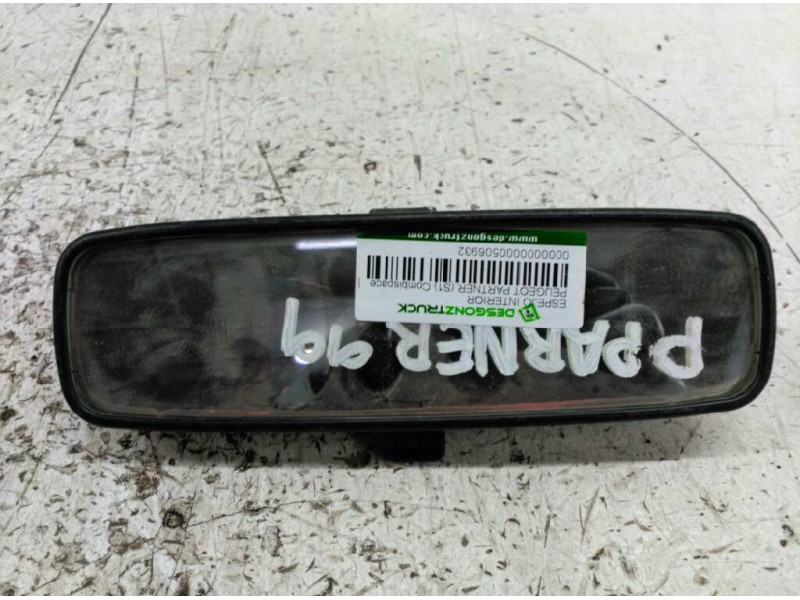 P.PARNER 99
DESGONZTRUCK
ESPEJO INTERIOR
PEUGEOT PARTNER (S1) Combispace
0000000000506932
www.desgonztruck.com